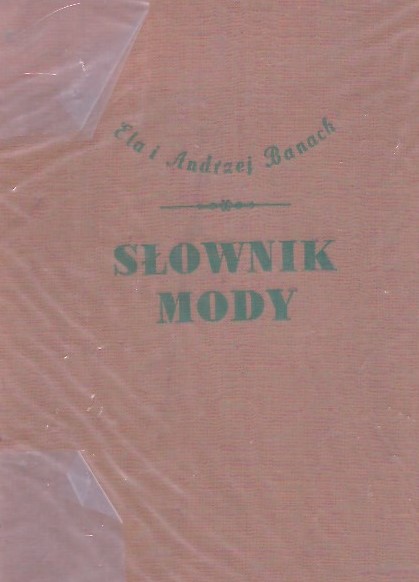 Ela i Andrzej Banach
SŁOWNIK
MODY